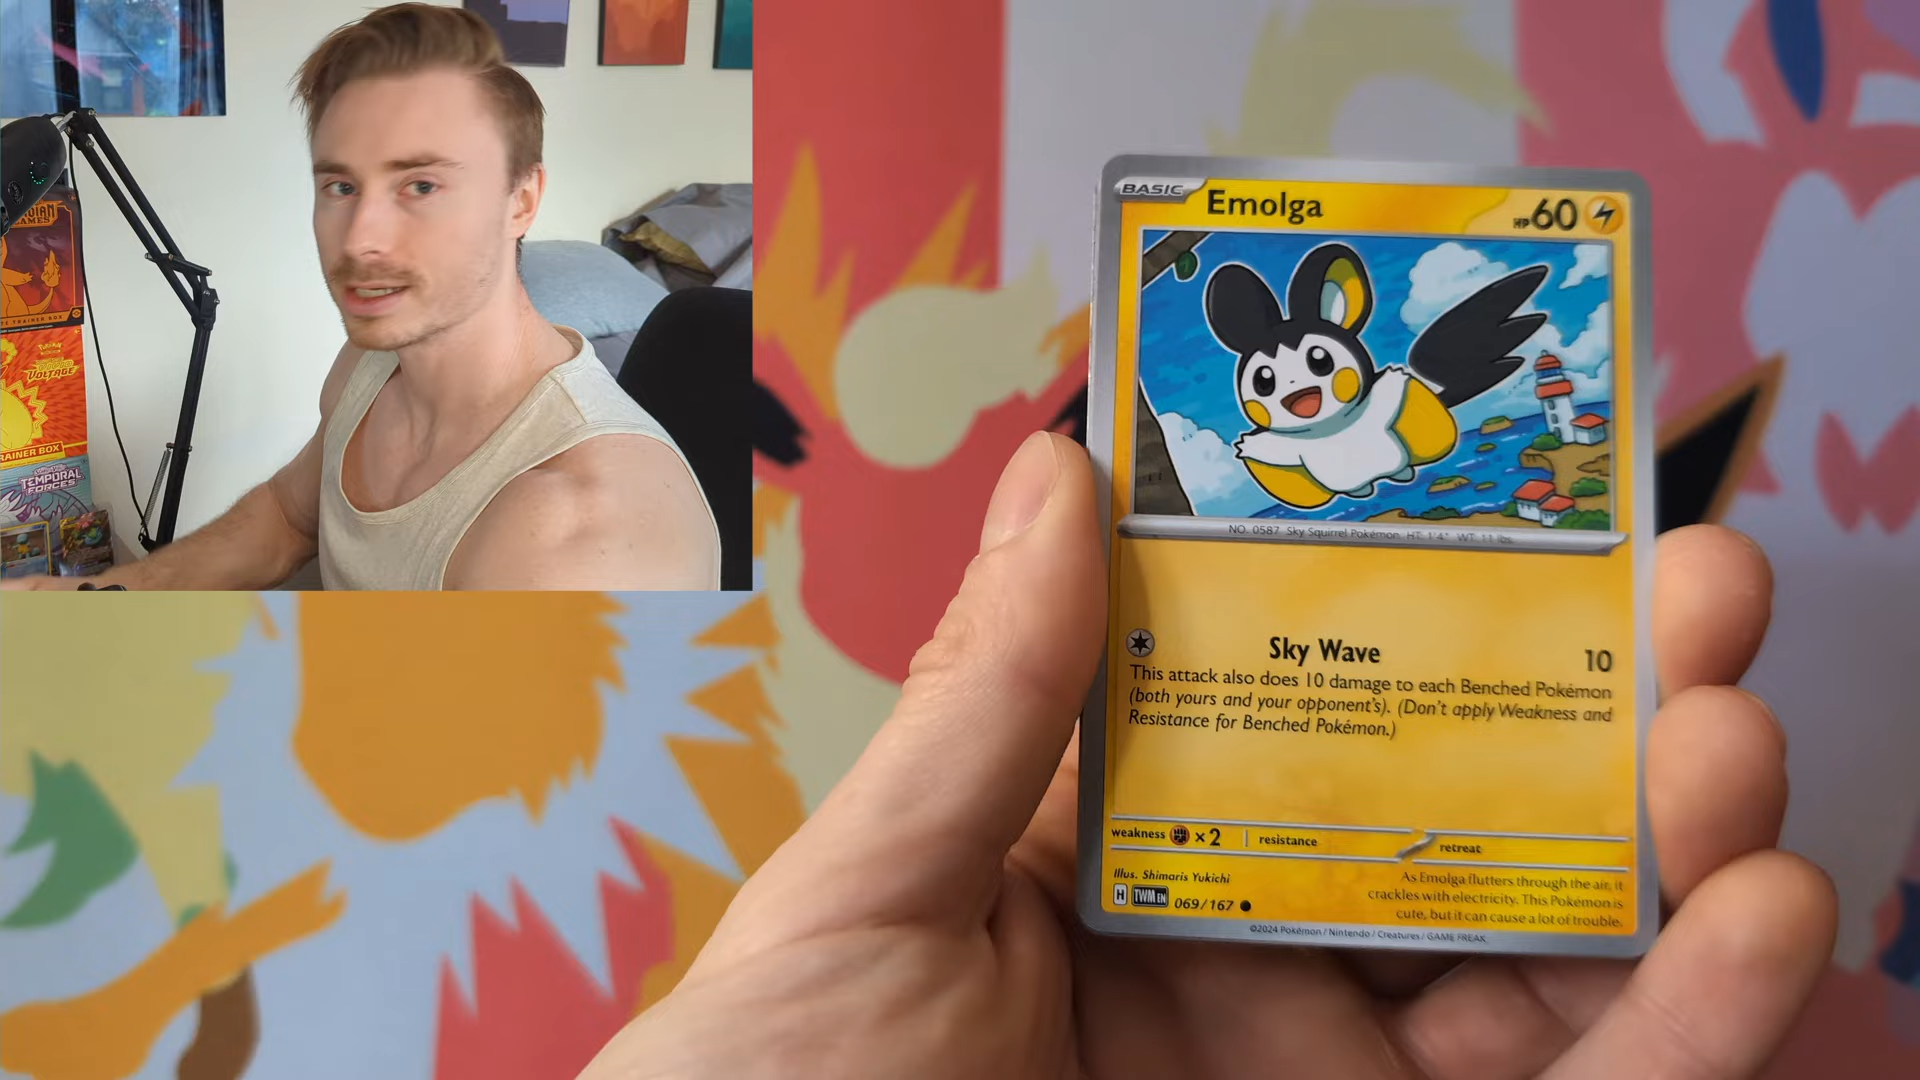 BASIC
Emolga
HP 60
NO. 0587 Sky Squirrel Pokémon HT: 1'4" WT: 11 lbs.
Sky Wave 10
This attack also does 10 damage to each Benched Pokémon
(both yours and your opponent's). (Don't apply Weakness and
Resistance for Benched Pokémon.)
weakness ×2 resistance retreat
Illus. Shimaris Yukichi
H TWM EN 069/167
As Emolga flutters through the air, it
crackles with electricity. This Pokémon is
cute, but it can cause a lot of trouble.
©2024 Pokémon / Nintendo / Creatures / GAME FREAK
VOLTAGE
TRAINER BOX
TEMPORAL
FORCES